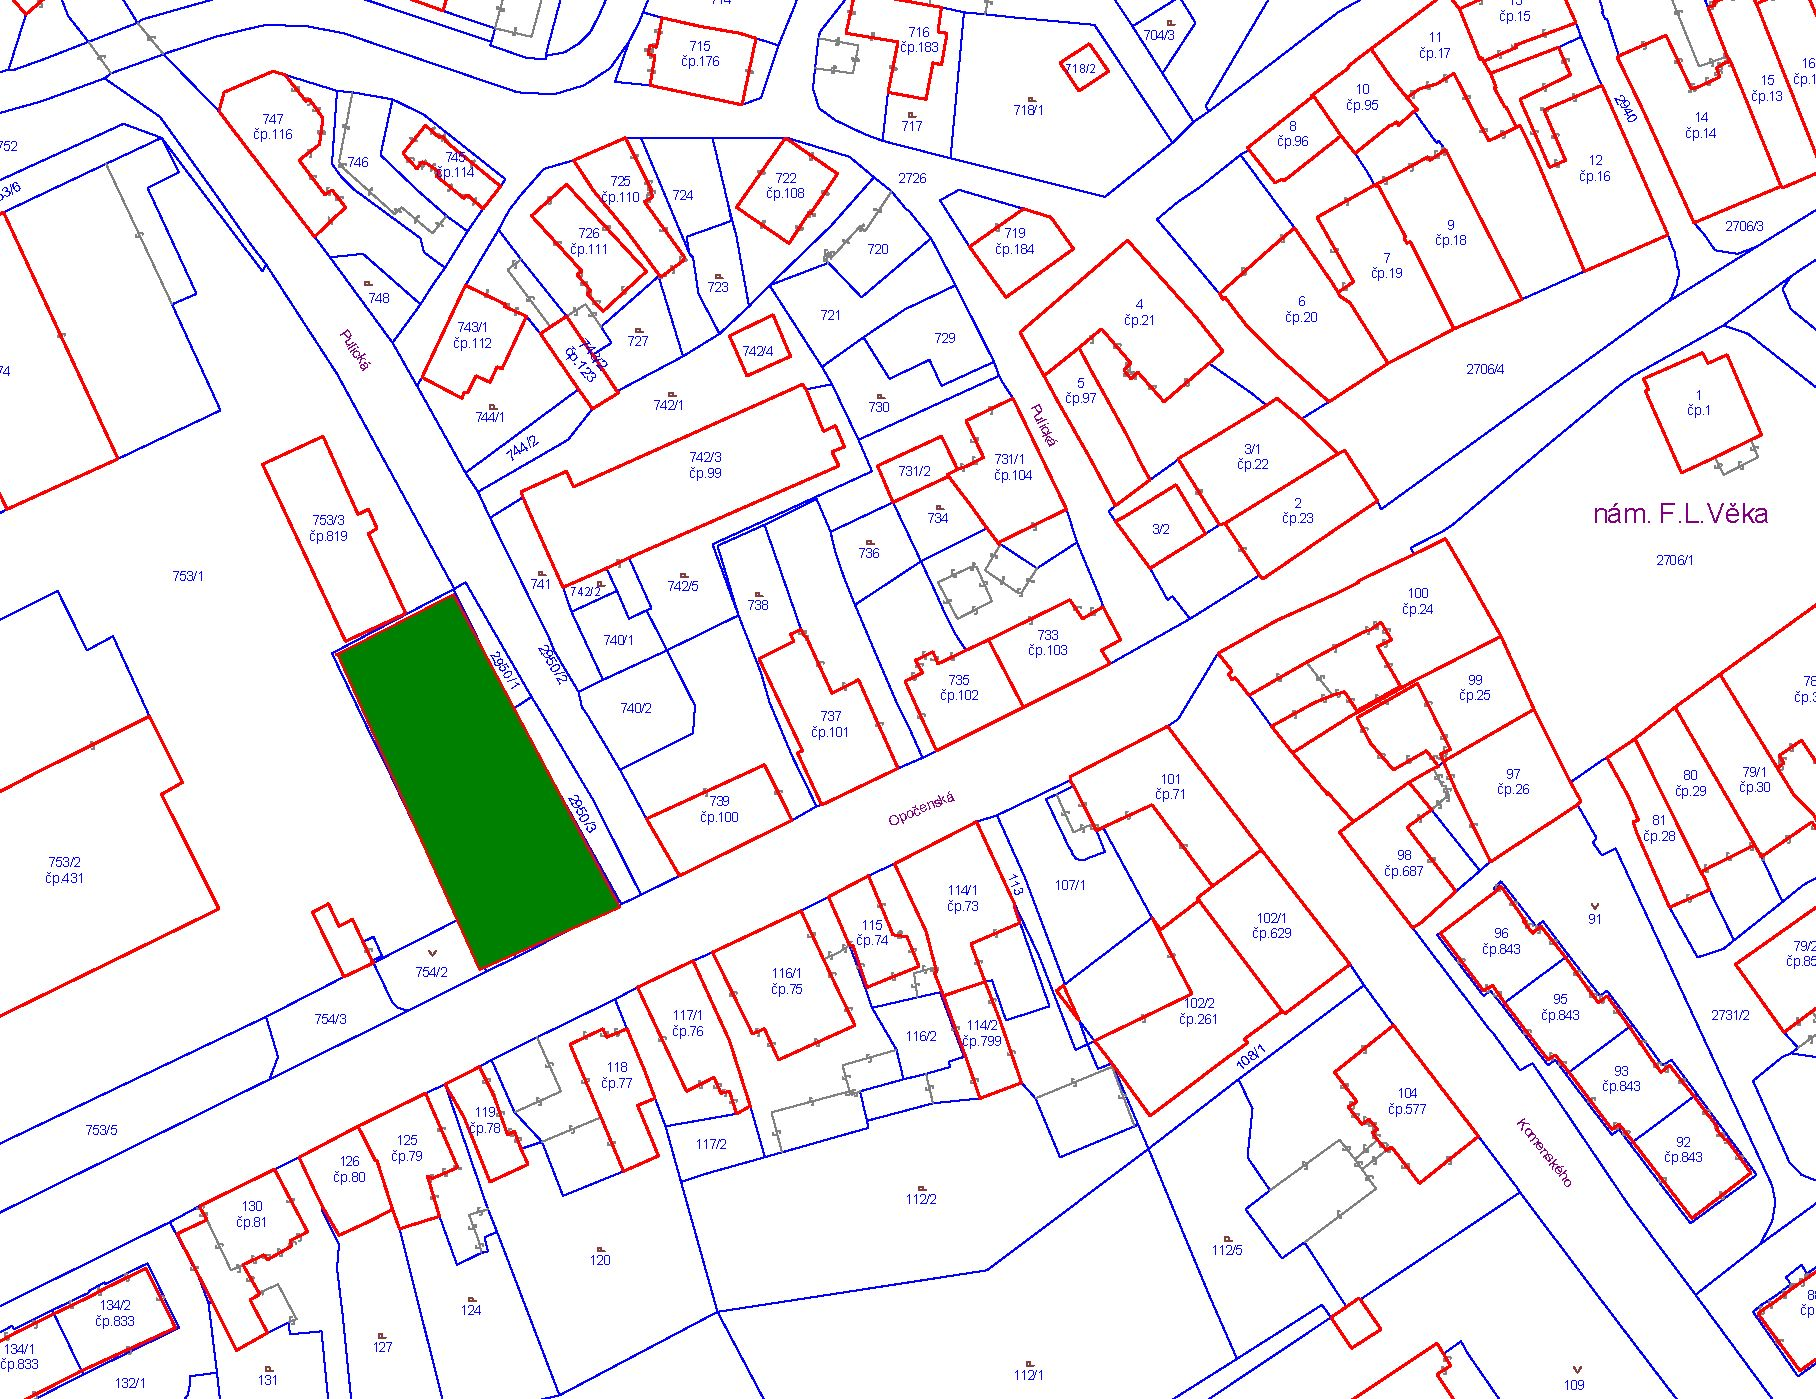 715
čp.176
716
čp.183
704/3
čp.15
11
čp.17
718/2
718/1
717
10
čp.95
8
čp.96
2940
14
čp.14
15
čp.13
12
čp.16
747
čp.116
746
745
čp.114
725
čp.110
724
722
čp.108
2726
726
čp.111
723
720
719
čp.184
9
čp.18
7
čp.19
6
čp.20
2706/3
748
721
729
4
čp.21
743/1
čp.112
743/2
čp.123
727
742/4
Pulická
Pulická
5
čp.97
2706/4
1
čp.1
744/1
742/1
730
744/2
742/3
čp.99
731/2
731/1
čp.104
3/1
čp.22
2
čp.23
3/2
734
nám. F.L.Věka
2706/1
753/3
čp.819
753/1
741
742/2
742/5
736
738
740/1
733
čp.103
735
čp.102
100
čp.24
99
čp.25
2950/1
2950/2
740/2
737
čp.101
97
čp.26
80
čp.29
79/1
čp.30
81
čp.28
2950/3
739
čp.100
Opočenská
101
čp.71
98
čp.687
753/2
čp.431
107/1
113
114/1
čp.73
115
čp.74
102/1
čp.629
91
96
čp.843
754/2
116/1
čp.75
754/3
117/1
čp.76
116/2
114/2
čp.799
102/2
čp.261
95
čp.843
2731/2
108/1
93
čp.843
118
čp.77
104
čp.577
753/5
119
čp.78
125
čp.79
126
čp.80
117/2
92
čp.843
Komenského
130
čp.81
112/2
112/5
120
124
127
134/2
čp.833
134/1
čp.833
132/1
131
112/1
109